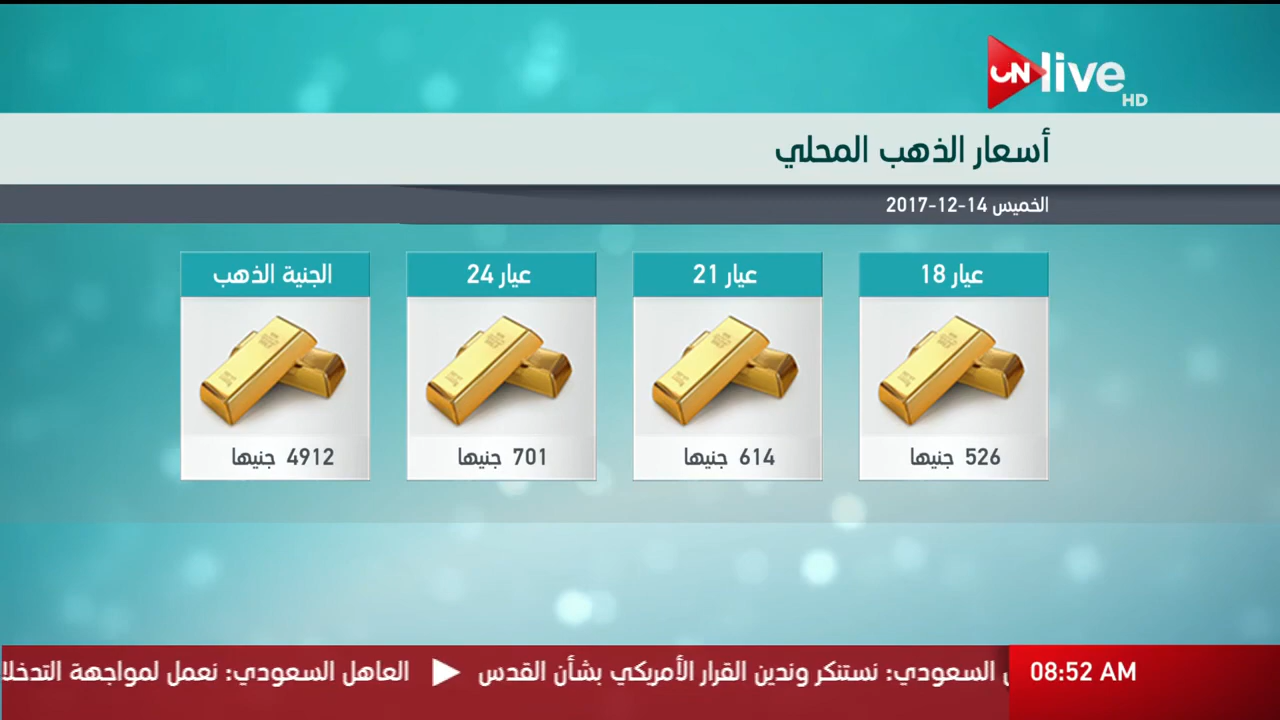 ON live
HD
أسعار الذهب المحلي
الخميس 14-12-2017
عيار 18
526 جنيها
عيار 21
614 جنيها
عيار 24
701 جنيها
الجنية الذهب
4912 جنيها
08:52 AM
السعودي: نستنكر وندين القرار الأمريكي بشأن القدس ◀ العاهل السعودي: نعمل لمواجهة